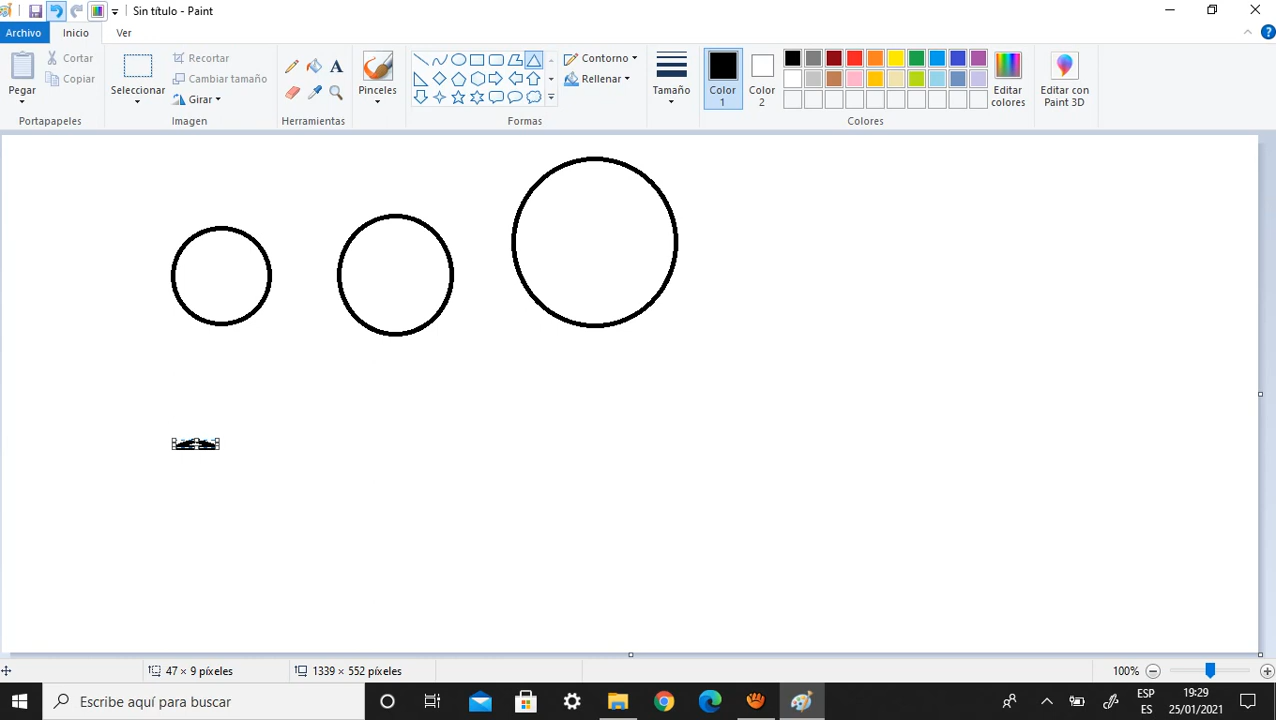 Sin título - Paint
Archivo Inicio Ver
Pegar
Cortar
Copiar
Portapapeles
Seleccionar
Recortar
Cambiar tamaño
Girar
Imagen
A
Herramientas
Pinceles
Contorno
Rellenar
Formas
Tamaño
Color 1
Color 2
Editar colores
Colores
Editar con Paint 3D
47 × 9 píxeles
1339 × 552 píxeles
100%
Escribe aquí para buscar
ESP
ES
19:29
25/01/2021